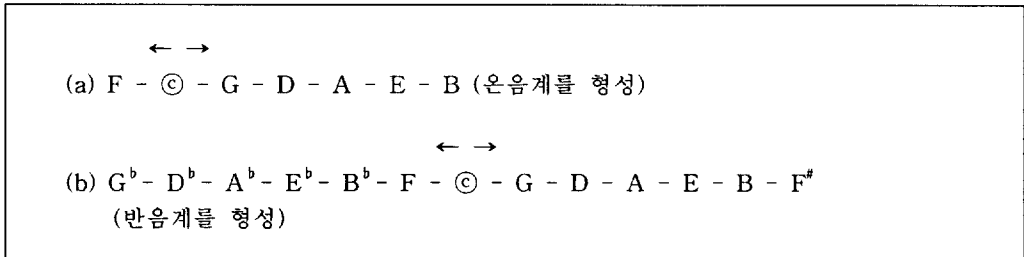 ← →
(a) F - ⓒ - G - D - A - E - B (온음계를 형성)
← →
(b) G♭- D♭- A♭- E♭- B♭- F - ⓒ - G - D - A - E - B - F#
(반음계를 형성)